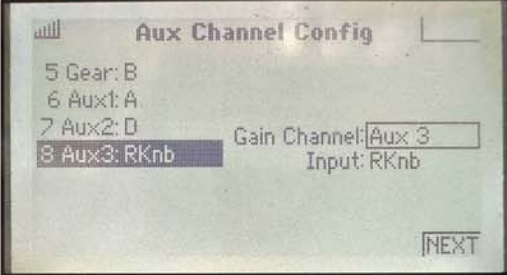 Aux Channel Config
5 Gear: B
6 Aux1: A
7 Aux2: D
8 Aux3: RKnb
Gain Channel: Aux 3
Input: RKnb
NEXT